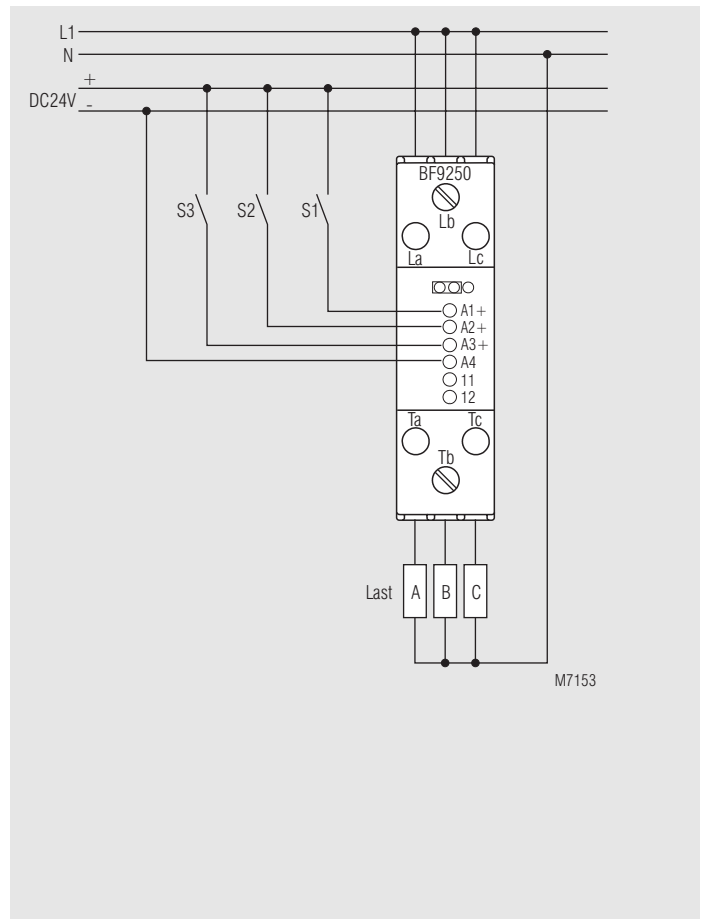 L1
N
+
DC24V
-
BF9250
S3
S2
S1
Lb
La
Lc
A1+
A2+
A3+
A4
11
12
Ta
Tc
Tb
Last
A
B
C
M7153